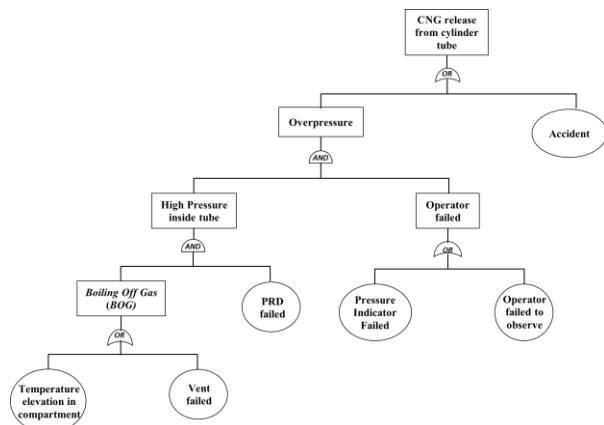 CNG release
from cylinder
tube
OR
Overpressure
Accident
AND
High Pressure
inside tube
Operator
failed
AND
OR
Boiling Off Gas
(BOG)
PRD
failed
Pressure
Indicator
Failed
Operator
failed to
observe
OR
Temperature
elevation in
compartment
Vent
failed